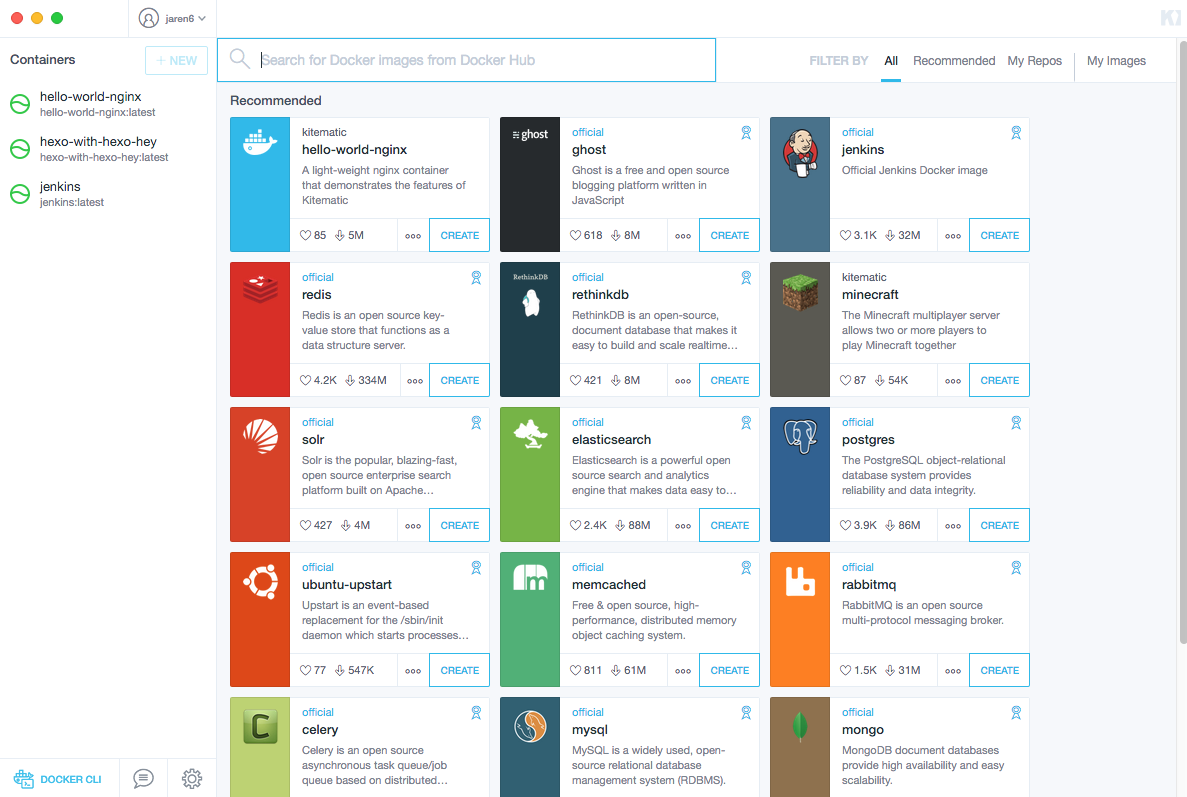 jaren6
Containers
+ NEW
Search for Docker images from Docker Hub
FILTER BY
All
Recommended
My Repos
My Images
hello-world-nginx
hello-world-nginx:latest
hexo-with-hexo-hey
hexo-with-hexo-hey:latest
jenkins
jenkins:latest
Recommended
kitematic
hello-world-nginx
A light-weight nginx container
that demonstrates the features of
Kitematic
85
5M
CREATE
ghost
official
ghost
Ghost is a free and open source
blogging platform written in
JavaScript
618
8M
CREATE
official
jenkins
Official Jenkins Docker image
3.1K
32M
CREATE
official
redis
Redis is an open source key-
value store that functions as a
data structure server.
4.2K
334M
CREATE
RethinkDB
official
rethinkdb
RethinkDB is an open-source,
document database that makes it
easy to build and scale realtime…
421
8M
CREATE
kitematic
minecraft
The Minecraft multiplayer server
allows two or more players to
play Minecraft together
87
54K
CREATE
official
solr
Solr is the popular, blazing-fast,
open source enterprise search
platform built on Apache…
427
4M
CREATE
official
elasticsearch
Elasticsearch is a powerful open
source search and analytics
engine that makes data easy to…
2.4K
88M
CREATE
official
postgres
The PostgreSQL object-relational
database system provides
reliability and data integrity.
3.9K
86M
CREATE
official
ubuntu-upstart
Upstart is an event-based
replacement for the /sbin/init
daemon which starts processes…
77
547K
CREATE
m
official
memcached
Free & open source, high-
performance, distributed memory
object caching system.
811
61M
CREATE
official
rabbitmq
RabbitMQ is an open source
multi-protocol messaging broker.
1.5K
31M
CREATE
C
official
celery
Celery is an open source
asynchronous task queue/job
queue based on distributed…
official
mysql
MySQL is a widely used, open-
source relational database
management system (RDBMS).
official
mongo
MongoDB document databases
provide high availability and easy
scalability.
DOCKER CLI